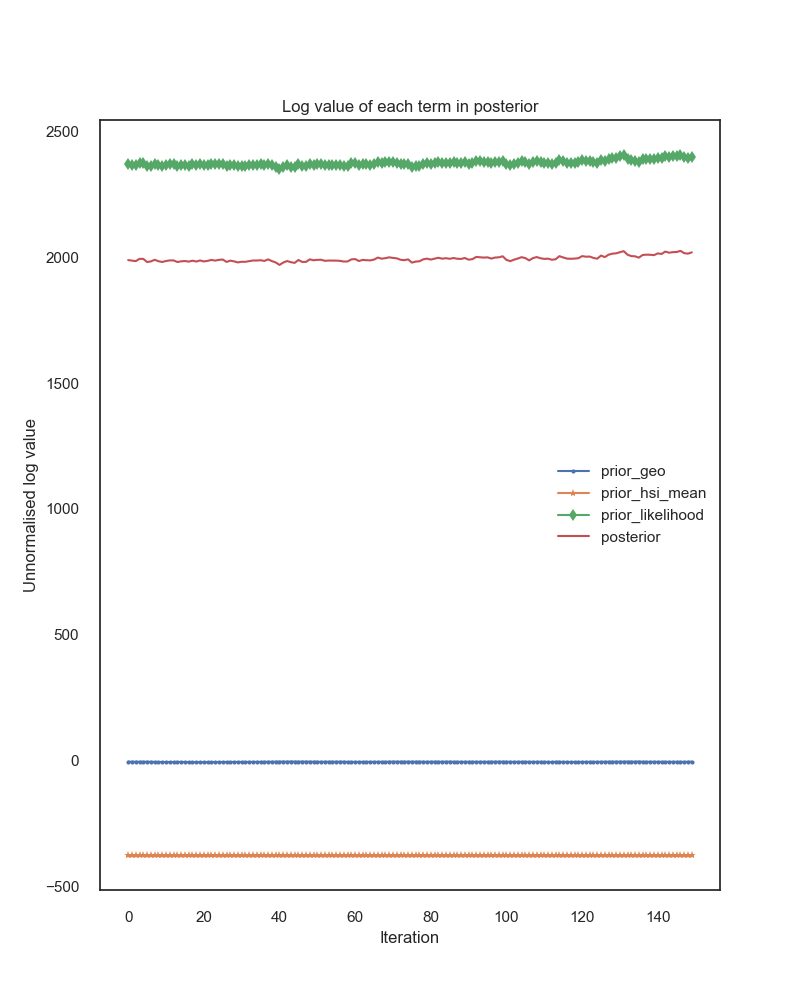 Log value of each term in posterior
2500
2000
1500
1000
500
0
−500
Unnormalised log value
prior_geo
prior_hsi_mean
prior_likelihood
posterior
0 20 40 60 80 100 120 140
Iteration